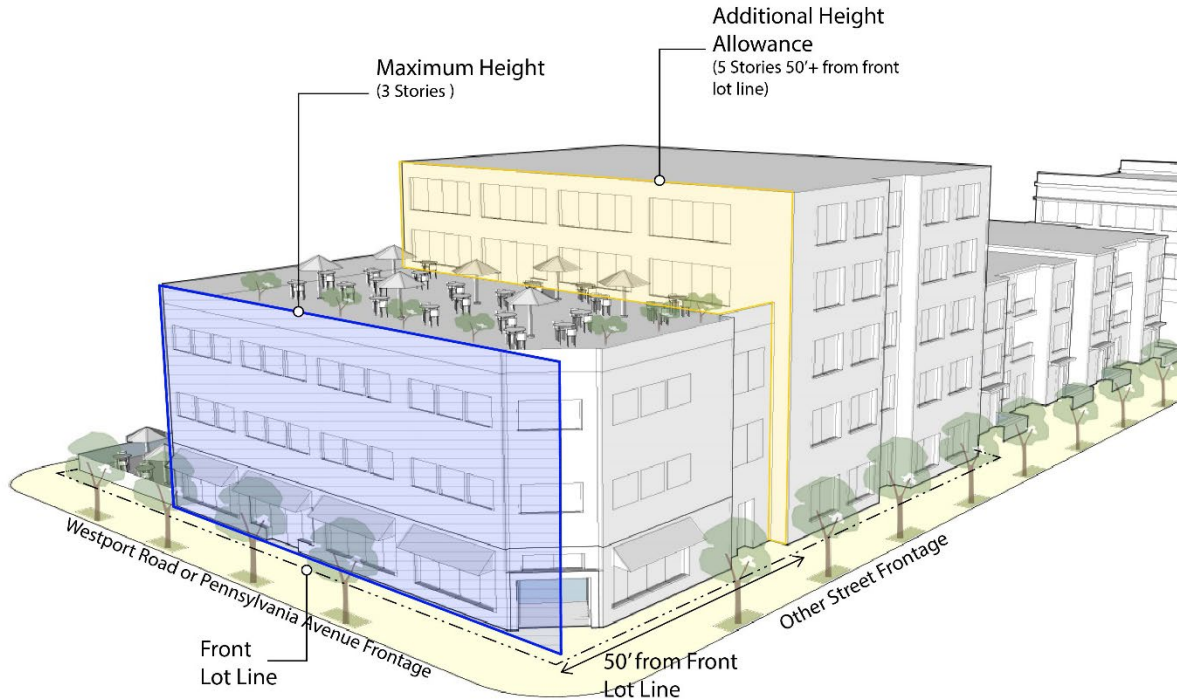 Additional Height
Allowance
(5 Stories 50'+ from front
lot line)
Maximum Height
(3 Stories )
Westport Road or Pennsylvania Avenue Frontage
Other Street Frontage
Front
Lot Line
50' from Front
Lot Line